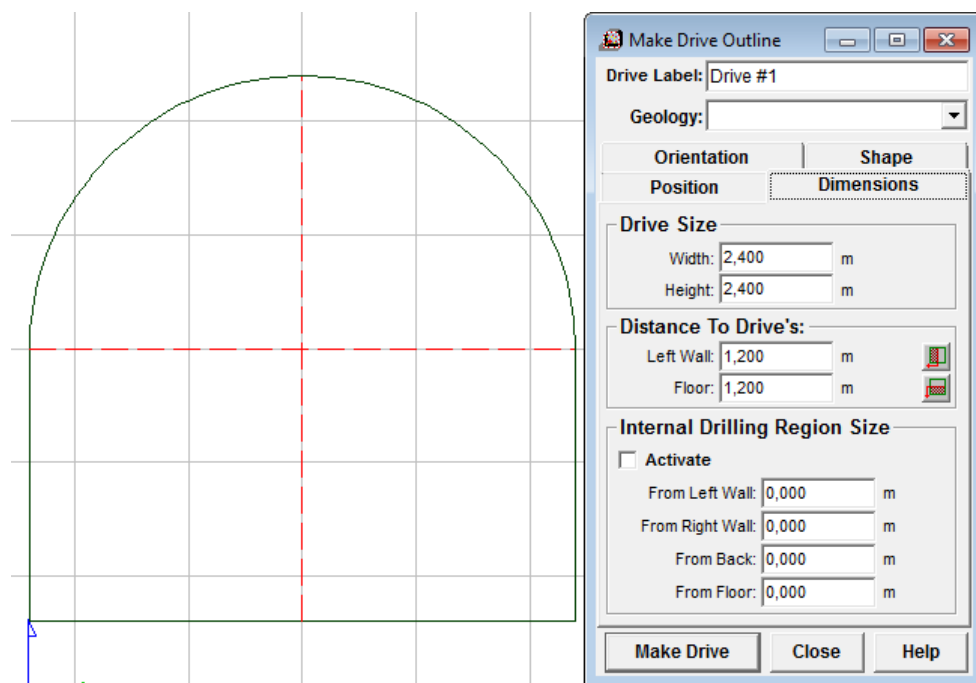 Make Drive Outline
Drive Label: Drive #1
Geology:
Orientation Shape
Position Dimensions
Drive Size
Width: 2,400 m
Height: 2,400 m
Distance To Drive's:
Left Wall: 1,200 m
Floor: 1,200 m
Internal Drilling Region Size
Activate
From Left Wall: 0,000 m
From Right Wall: 0,000 m
From Back: 0,000 m
From Floor: 0,000 m
Make Drive Close Help